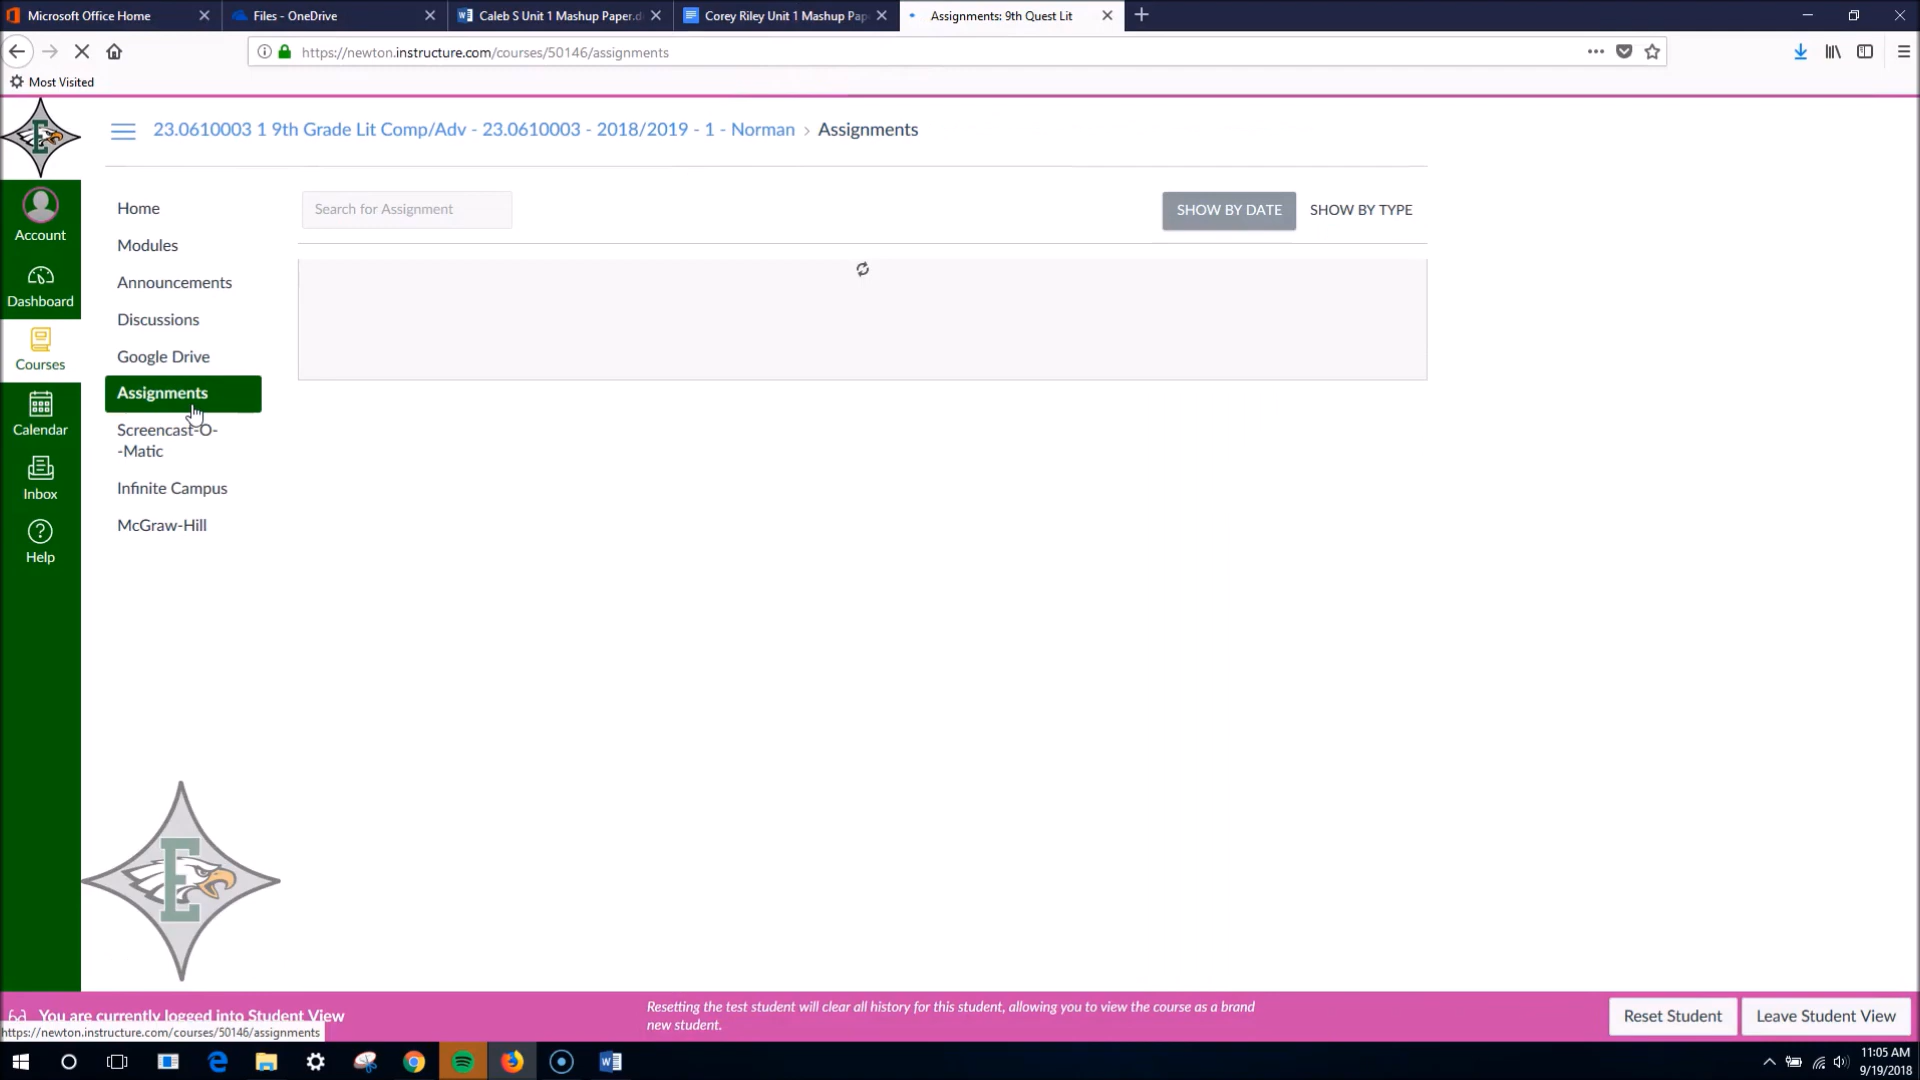 Microsoft Office Home
Files - OneDrive
Caleb S Unit 1 Mashup Paper.d
Corey Riley Unit 1 Mashup Pap
Assignments: 9th Quest Lit
https://newton.instructure.com/courses/50146/assignments
Most Visited
23.0610003 1 9th Grade Lit Comp/Adv - 23.0610003 - 2018/2019 - 1 - Norman > Assignments
Account
Dashboard
Courses
Calendar
Inbox
Help
Home
Modules
Announcements
Discussions
Google Drive
Assignments
Screencast-O-
-Matic
Infinite Campus
McGraw-Hill
Search for Assignment
SHOW BY DATE
SHOW BY TYPE
E
E
You are currently logged into Student View
Resetting the test student will clear all history for this student, allowing you to view the course as a brand
new student.
Reset Student
Leave Student View
https://newton.instructure.com/courses/50146/assignments
11:05 AM
9/19/2018